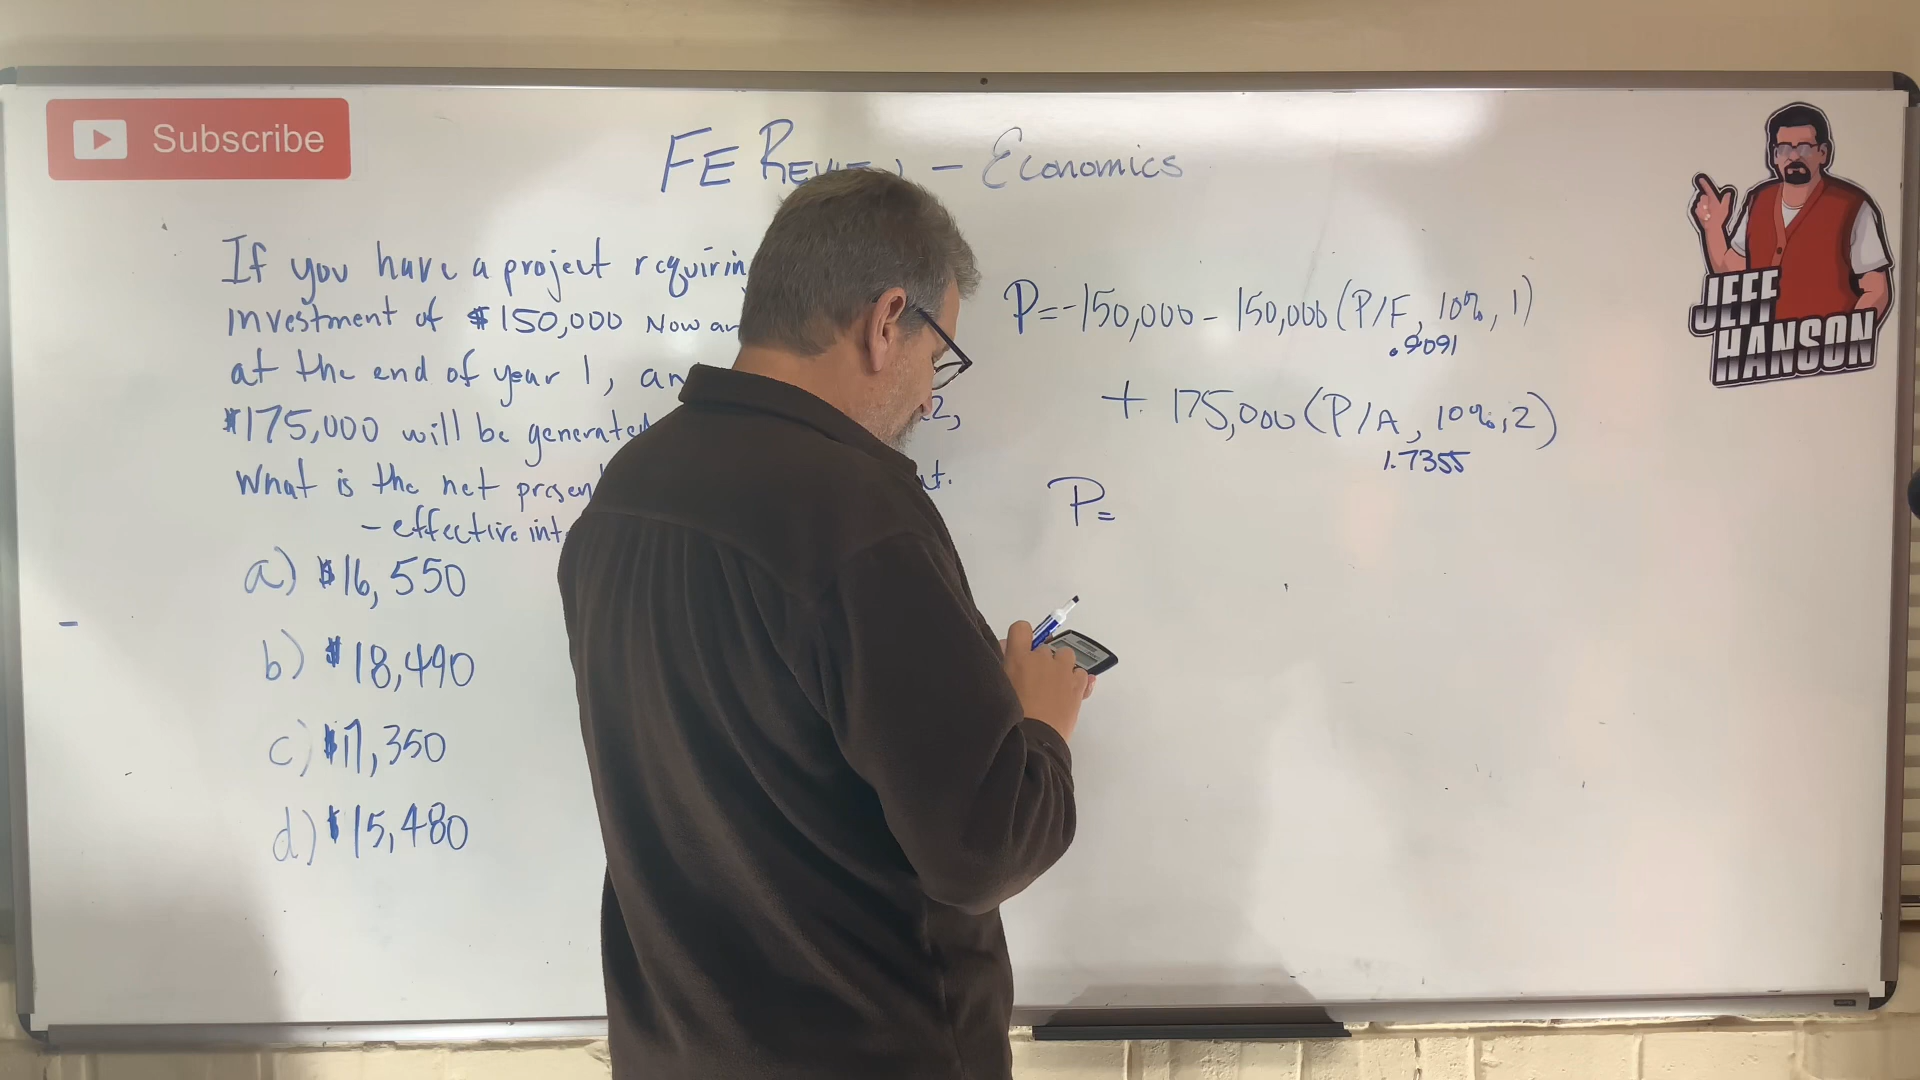 Subscribe
FE Review - Economics
If you have a project requirin
investment of $150,000 Now an
at the end of year 1, an
$175,000 will be generated 2,
What is the net presen t.
- effective int
a) $16,550
b) $18,490
c) $17,350
d) $15,480
P=-150,000 - 150,000 (P/F, 10%, 1)
.9091
+ 175,000 (P/A, 10%, 2)
1.7355
P=
JEFF
HANSON